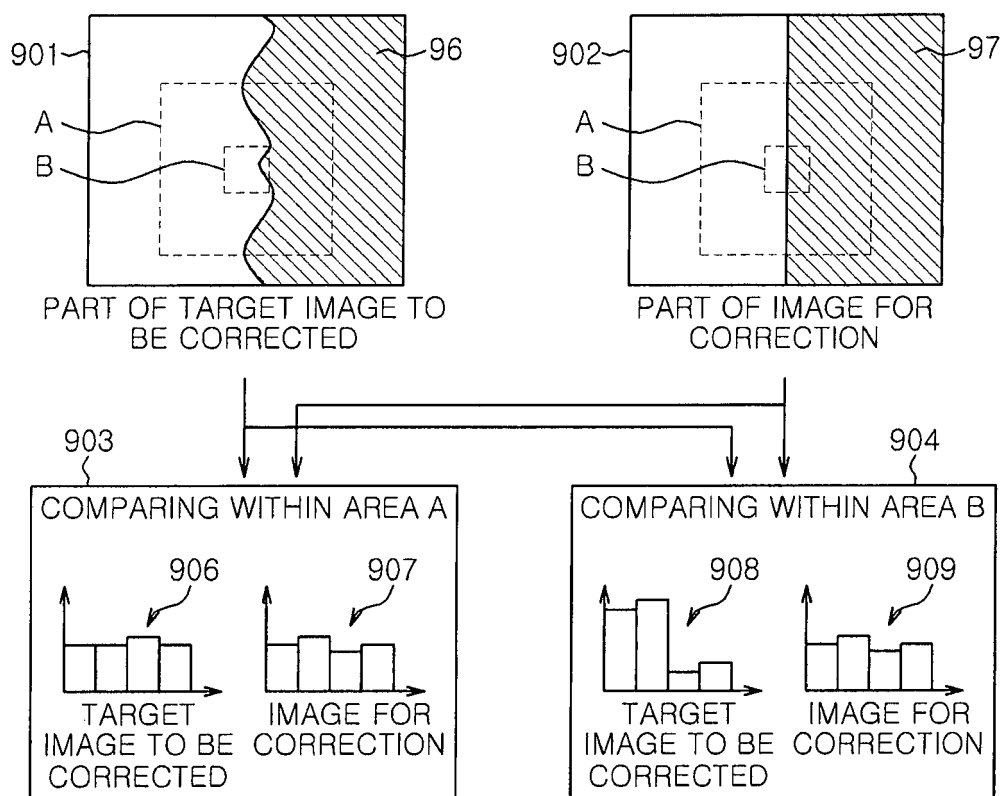 901
96
A
B
PART OF TARGET IMAGE TO
BE CORRECTED
902
97
A
B
PART OF IMAGE FOR
CORRECTION
903
COMPARING WITHIN AREA A
906
907
TARGET
IMAGE TO BE
CORRECTED
IMAGE FOR
CORRECTION
904
COMPARING WITHIN AREA B
908
909
TARGET
IMAGE TO BE
CORRECTED
IMAGE FOR
CORRECTION